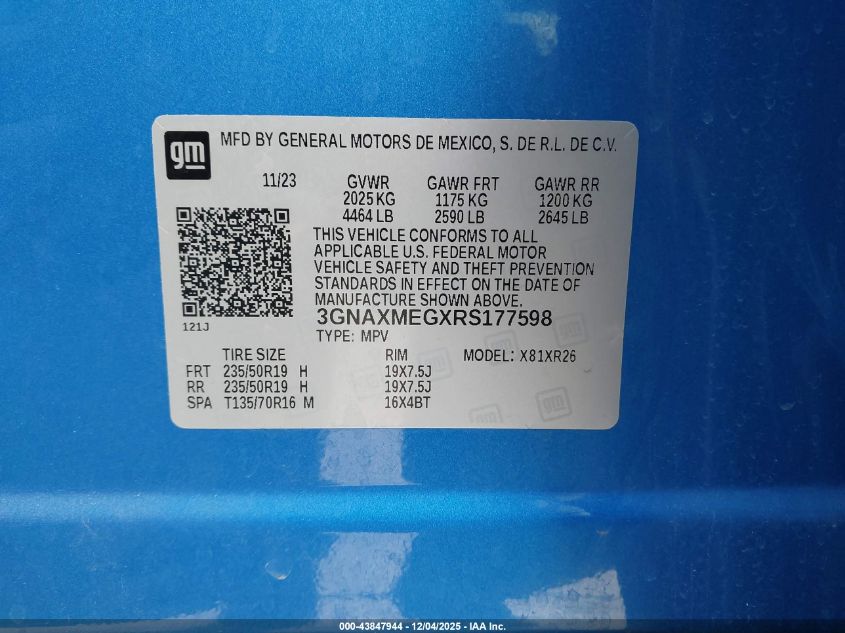 gm MFD BY GENERAL MOTORS DE MEXICO, S. DE R.L. DE C.V.
11/23 GVWR GAWR FRT GAWR RR
2025 KG 1175 KG 1200 KG
4464 LB 2590 LB 2645 LB
THIS VEHICLE CONFORMS TO ALL
APPLICABLE U.S. FEDERAL MOTOR
VEHICLE SAFETY AND THEFT PREVENTION
STANDARDS IN EFFECT ON THE DATE OF
MANUFACTURE SHOWN ABOVE.
3GNAXMEGXRS177598
121J
TYPE: MPV
TIRE SIZE RIM MODEL: X81XR26
FRT 235/50R19 H 19X7.5J
RR 235/50R19 H 19X7.5J
SPA T135/70R16 M 16X4BT
gm
000-43847944 - 12/04/2025 - IAA Inc.